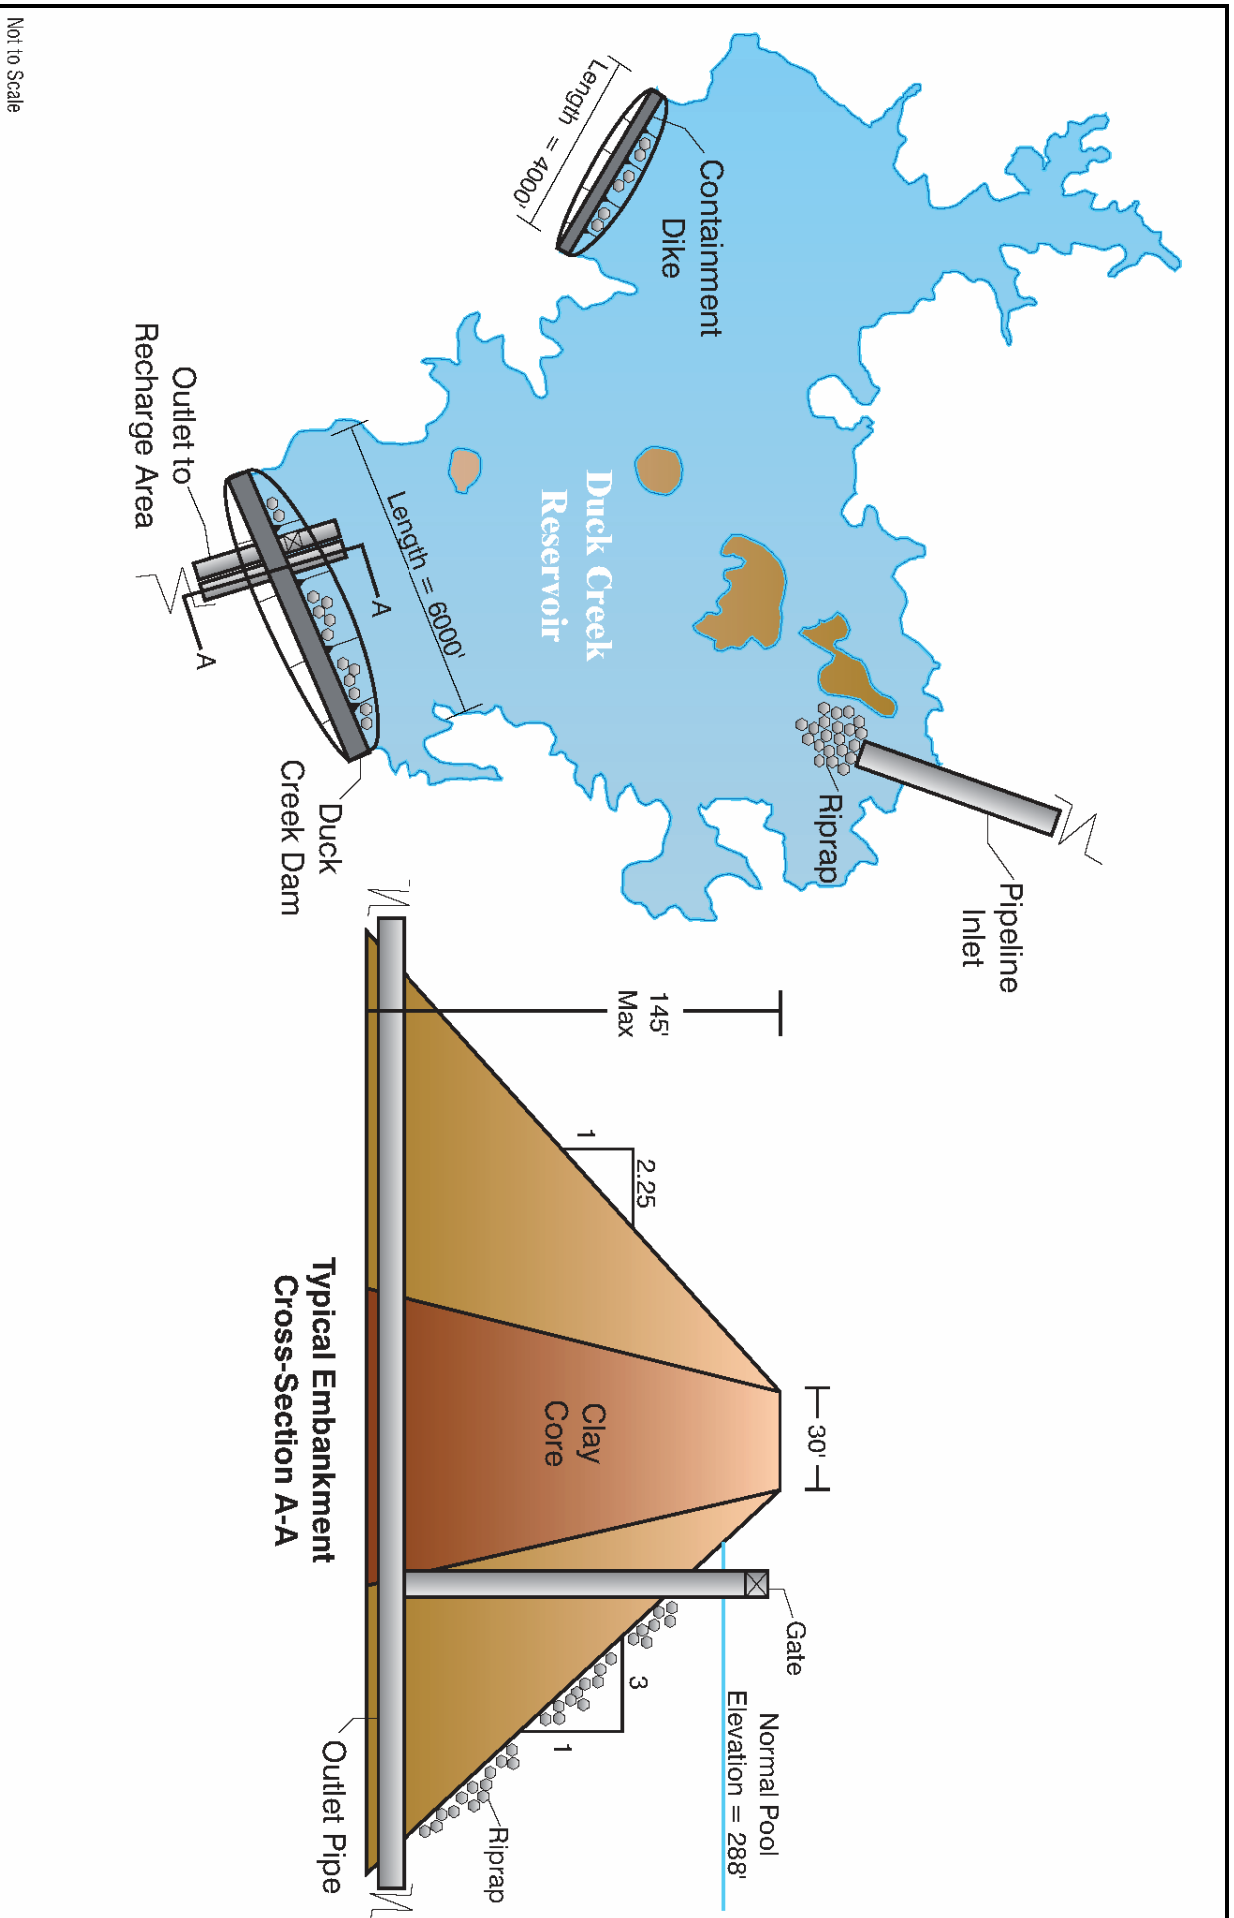 Containment
Dike
Length = 4000'
Duck Creek
Reservoir
Pipeline
Inlet
Riprap
Length = 6000'
A
A
Outlet to
Recharge Area
Duck
Creek Dam
30'
Gate
Normal Pool
Elevation = 288'
145'
Max
2.25
1
3
1
Clay
Core
Riprap
Outlet Pipe
Typical Embankment
Cross-Section A-A
Not to Scale